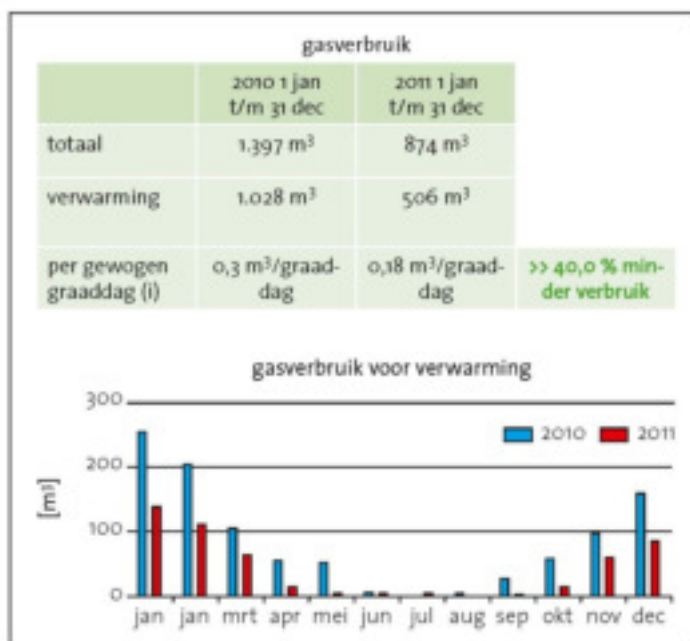 gasverbruik
2010 1 jan
t/m 31 dec
2011 1 jan
t/m 31 dec
totaal
1.397 m³
874 m³
verwarming
1.028 m³
506 m³
per gewogen
graaddag (i)
0,3 m³/graad-
dag
0,18 m³/graad-
dag
>> 40,0 % min-
der verbruik
gasverbruik voor verwarming
300
200
100
0
[m³]
2010
2011
jan jan mrt apr mei jun jul aug sep okt nov dec